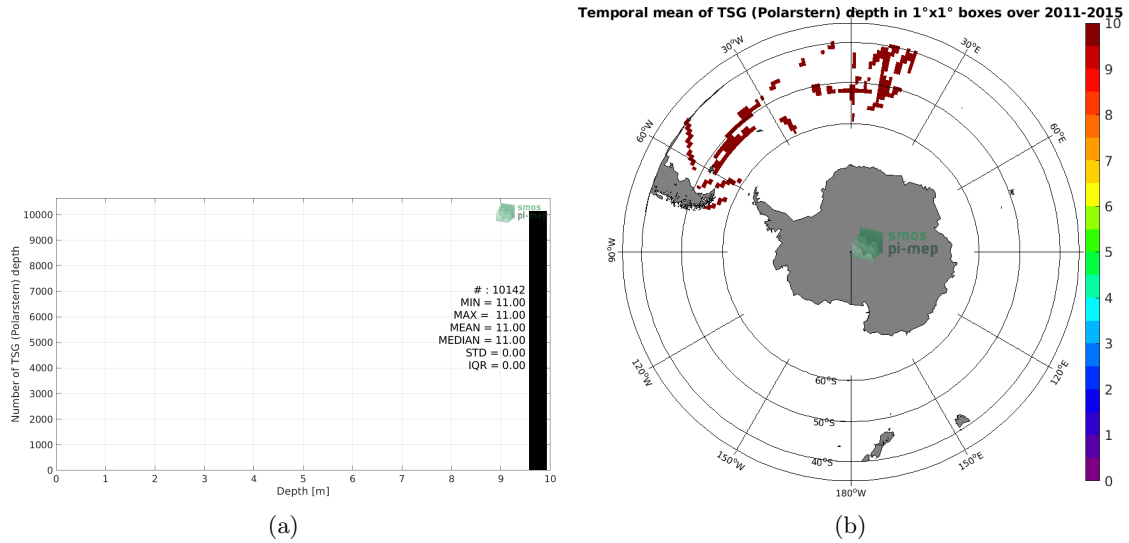 Temporal mean of TSG (Polarstern) depth in 1°x1° boxes over 2011-2015
Number of TSG (Polarstern) depth
10000
9000
8000
7000
6000
5000
4000
3000
2000
1000
0
smos
pi-mep
# : 10142
MIN = 11.00
MAX = 11.00
MEAN = 11.00
MEDIAN = 11.00
STD = 0.00
IQR = 0.00
0 1 2 3 4 5 6 7 8 9 10
Depth [m]
(a)
30°W
30°E
60°W
60°E
90°W
smos
pi-mep
120°W
120°E
60°S
50°S
40°S
150°W
150°E
180°W
10
9
8
7
6
5
4
3
2
1
0
(b)